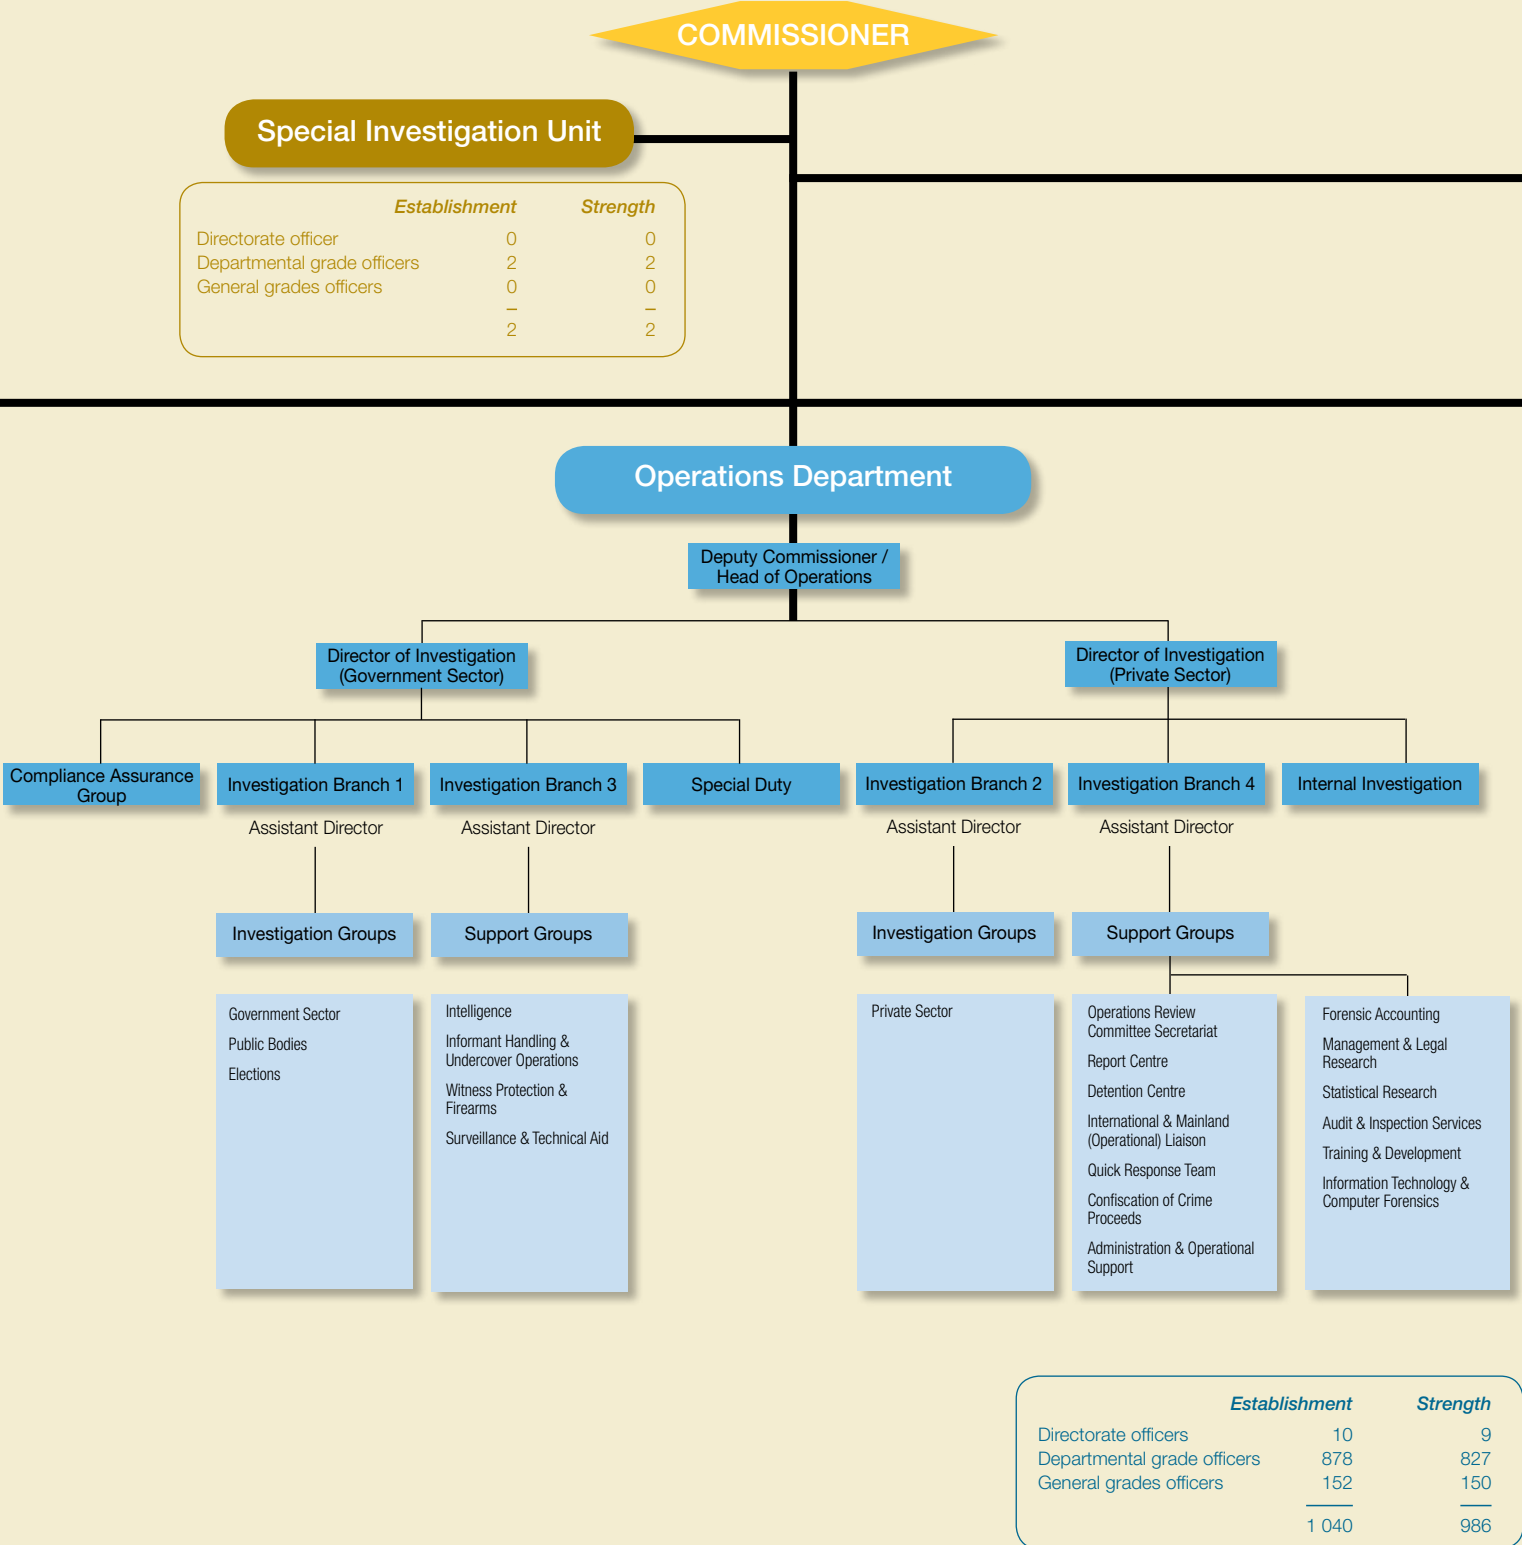 COMMISSIONER
Special Investigation Unit
Establishment Strength
Directorate officer 0 0
Departmental grade officers 2 2
General grades officers 0 0
– –
2 2
Operations Department
Deputy Commissioner /
Head of Operations
Director of Investigation
(Government Sector)
Director of Investigation
(Private Sector)
Compliance Assurance
Group
Investigation Branch 1
Assistant Director
Investigation Branch 3
Assistant Director
Special Duty
Investigation Branch 2
Assistant Director
Investigation Branch 4
Assistant Director
Internal Investigation
Investigation Groups
Government Sector
Public Bodies
Elections
Support Groups
Intelligence
Informant Handling &
Undercover Operations
Witness Protection &
Firearms
Surveillance & Technical Aid
Investigation Groups
Private Sector
Support Groups
Operations Review
Committee Secretariat
Report Centre
Detention Centre
International & Mainland
(Operational) Liaison
Quick Response Team
Confiscation of Crime
Proceeds
Administration & Operational
Support
Forensic Accounting
Management & Legal
Research
Statistical Research
Audit & Inspection Services
Training & Development
Information Technology &
Computer Forensics
Establishment Strength
Directorate officers 10 9
Departmental grade officers 878 827
General grades officers 152 150
1 040 986